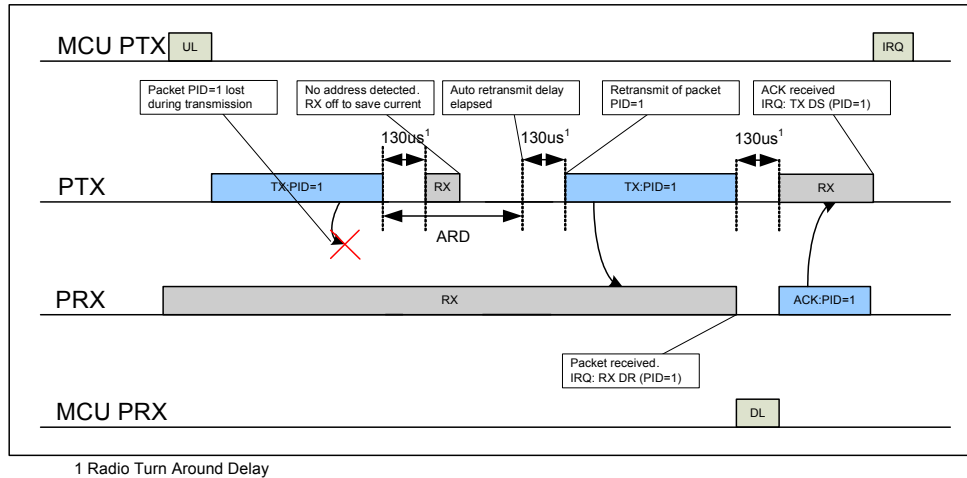 MCU PTX
UL
IRQ
Packet PID=1 lost
during transmission
No address detected.
RX off to save current
Auto retransmit delay
elapsed
Retransmit of packet
PID=1
ACK received
IRQ: TX DS (PID=1)
130us1
130us1
130us1
PTX
TX:PID=1
RX
TX:PID=1
RX
ARD
PRX
RX
ACK:PID=1
Packet received.
IRQ: RX DR (PID=1)
MCU PRX
DL
1 Radio Turn Around Delay